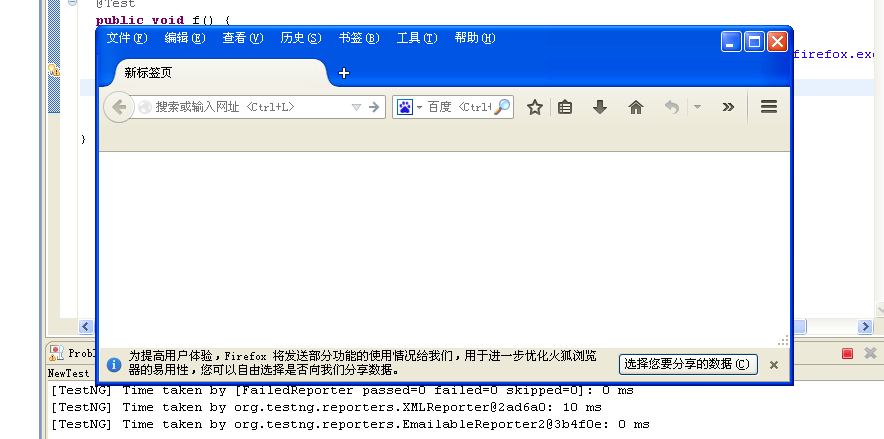 @Test
public void f() {
文件(F) 编辑(E) 查看(V) 历史(S) 书签(B) 工具(T) 帮助(H)
firefox.exe
新标签页
搜索或输入网址 <Ctrl+L>
百度 <Ctrl+
}
为提高用户体验，Firefox 将发送部分功能的使用情况给我们，用于进一步优化火狐浏览
器的易用性，您可以自由选择是否向我们分享数据。
选择您要分享的数据(C)
Probl
NewTest
[TestNG] Time taken by [FailedReporter passed=0 failed=0 skipped=0]: 0 ms
[TestNG] Time taken by org.testng.reporters.XMLReporter@2ad6a0: 10 ms
[TestNG] Time taken by org.testng.reporters.EmailableReporter2@3b4f0e: 0 ms